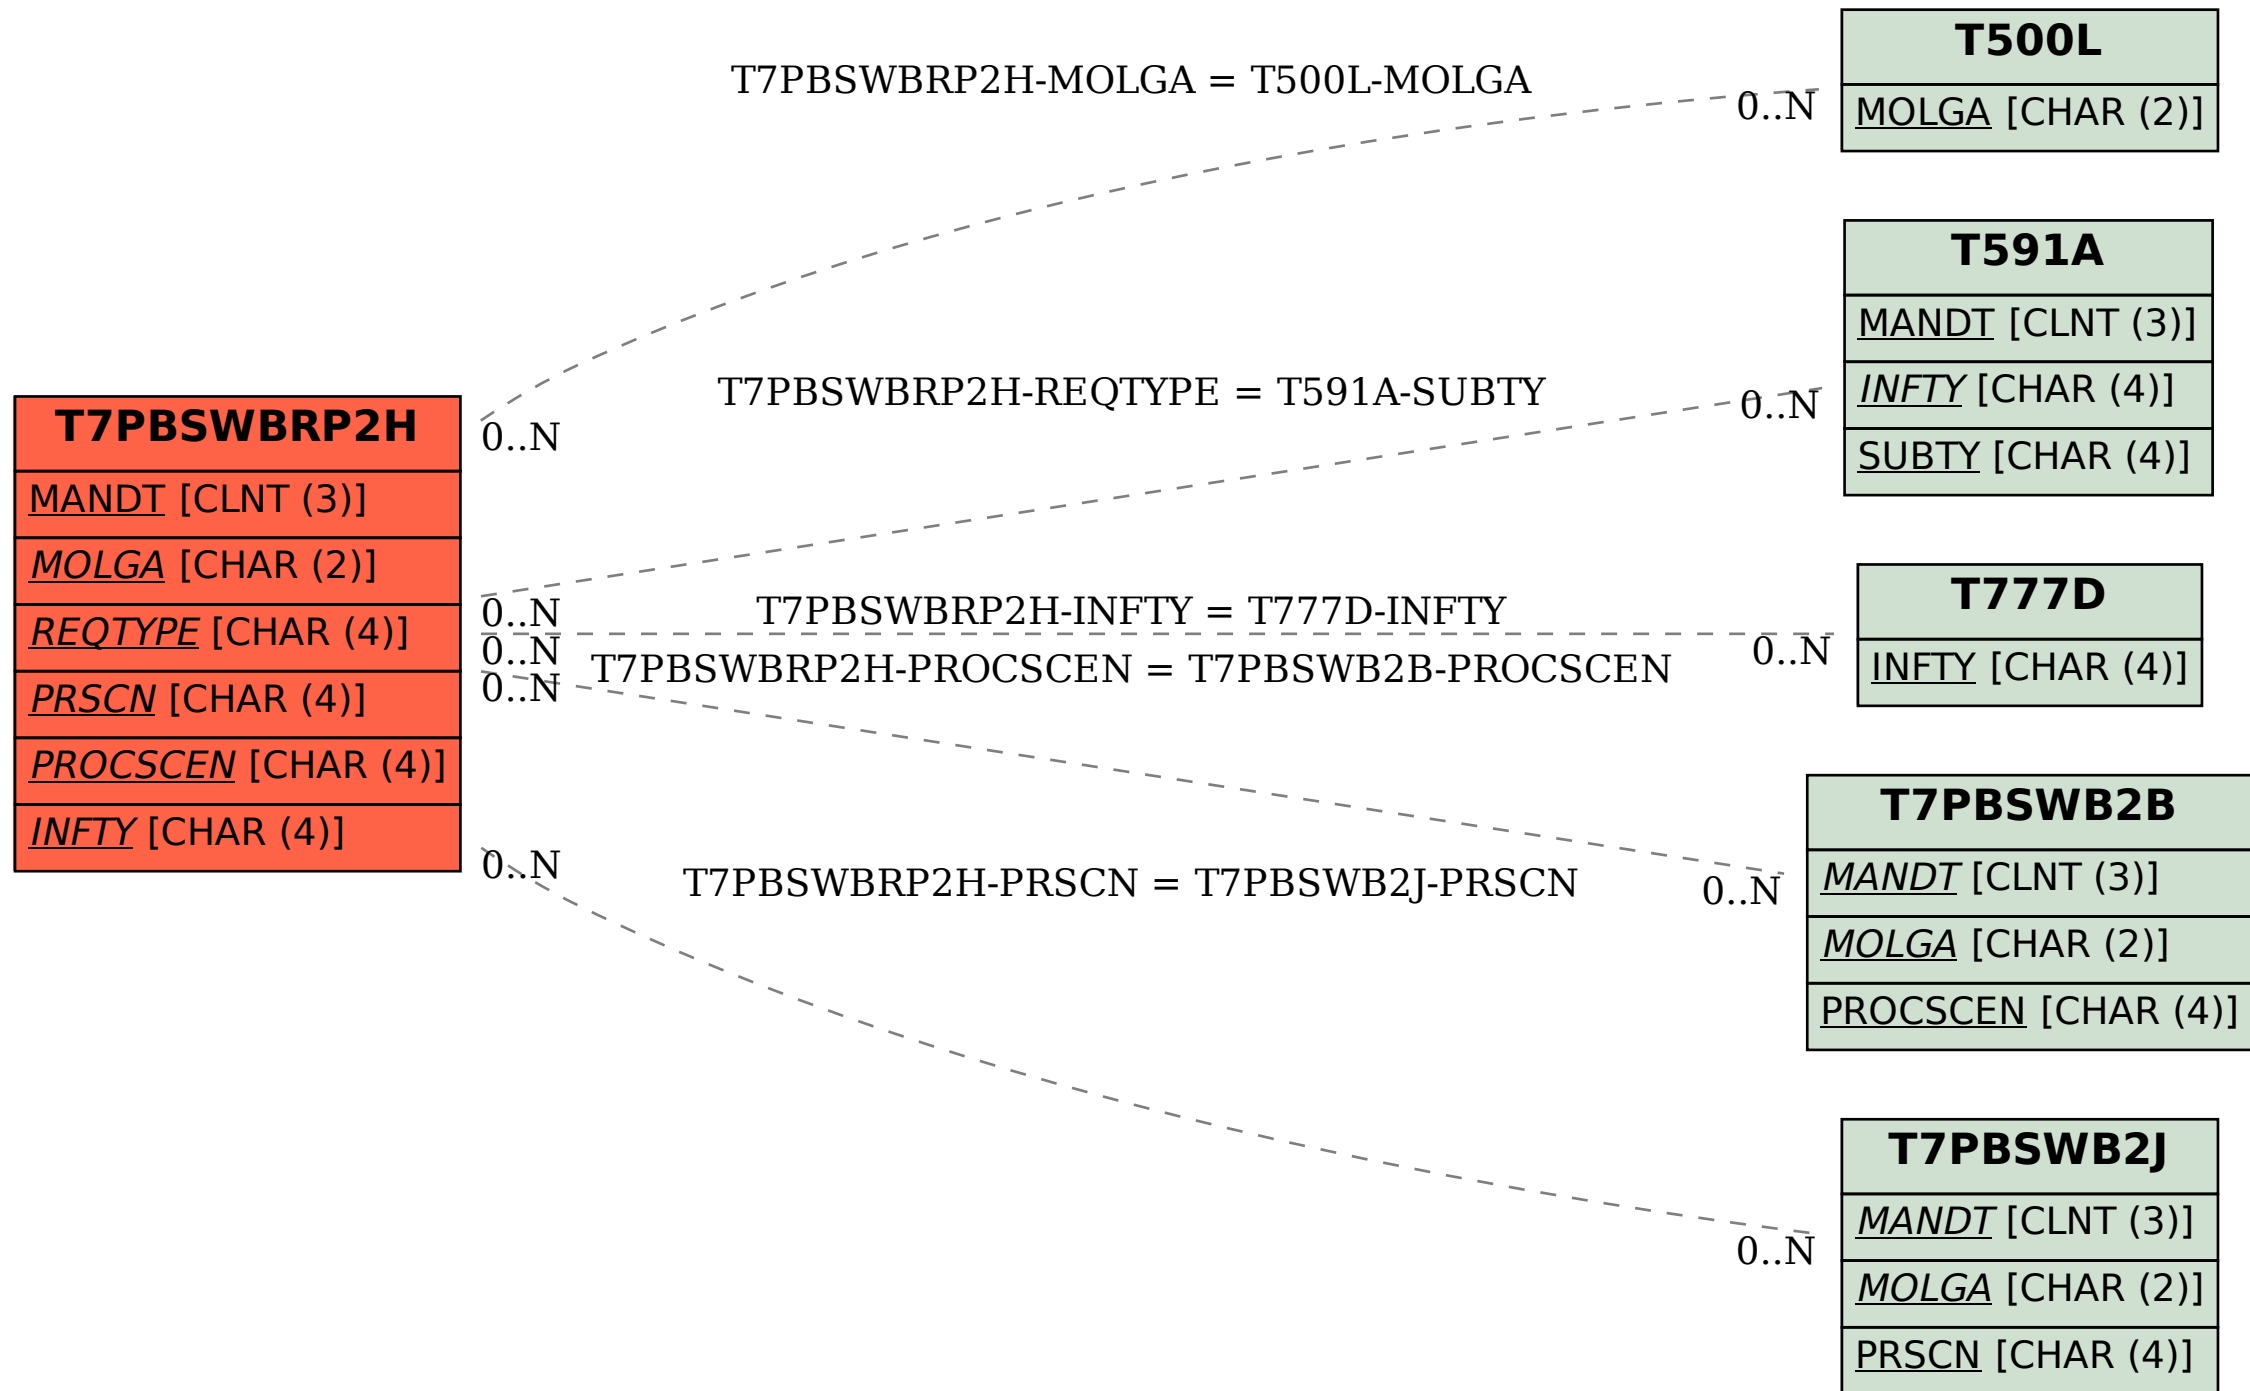 T7PBSWBRP2H
MANDT [CLNT (3)]
MOLGA [CHAR (2)]
REQTYPE [CHAR (4)]
PRSCN [CHAR (4)]
PROCSCEN [CHAR (4)]
INFTY [CHAR (4)]
T7PBSWBRP2H-MOLGA = T500L-MOLGA
0..N
0..N
T7PBSWBRP2H-REQTYPE = T591A-SUBTY
0..N
0..N
T7PBSWBRP2H-INFTY = T777D-INFTY
0..N
0..N
T7PBSWBRP2H-PROCSCEN = T7PBSWB2B-PROCSCEN
0..N
0..N
T7PBSWBRP2H-PRSCN = T7PBSWB2J-PRSCN
0..N
0..N
T500L
MOLGA [CHAR (2)]
T591A
MANDT [CLNT (3)]
INFTY [CHAR (4)]
SUBTY [CHAR (4)]
T777D
INFTY [CHAR (4)]
T7PBSWB2B
MANDT [CLNT (3)]
MOLGA [CHAR (2)]
PROCSCEN [CHAR (4)]
T7PBSWB2J
MANDT [CLNT (3)]
MOLGA [CHAR (2)]
PRSCN [CHAR (4)]